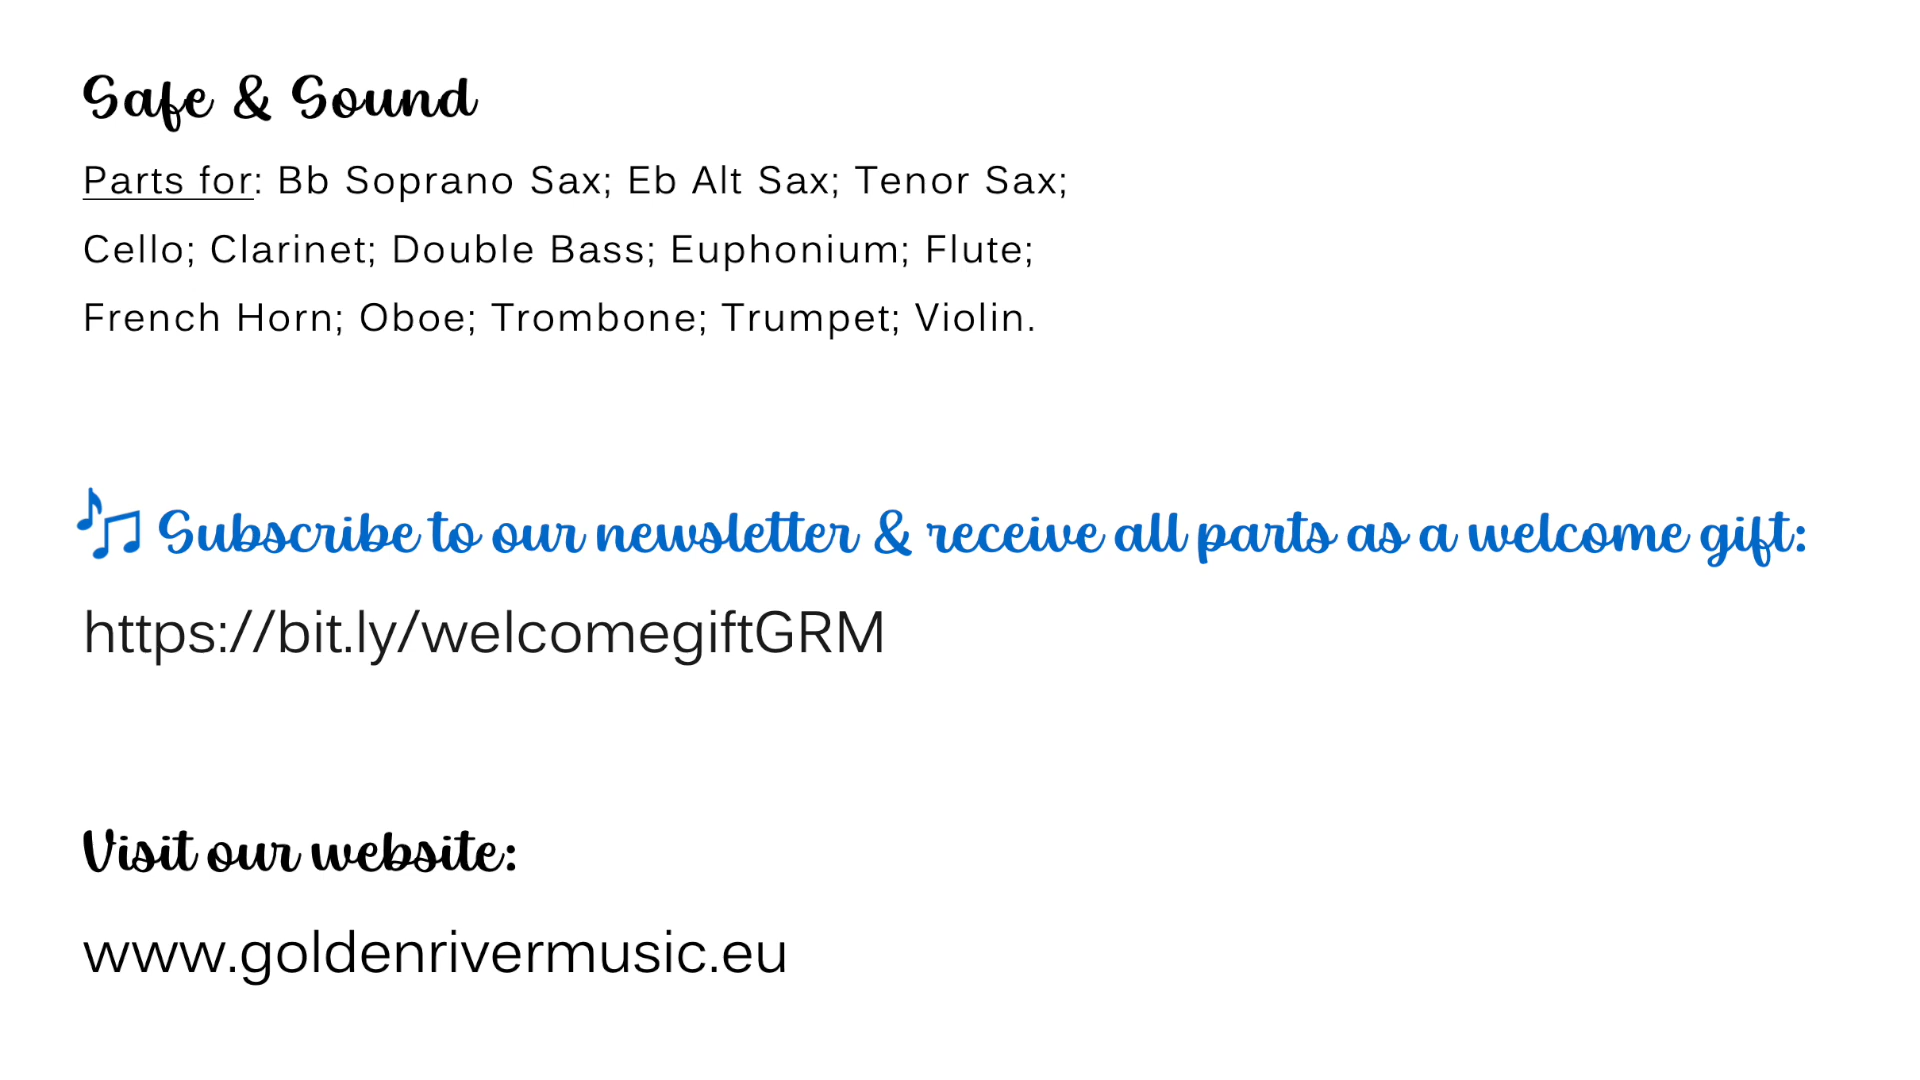 Safe & Sound
Parts for: Bb Soprano Sax; Eb Alt Sax; Tenor Sax;
Cello; Clarinet; Double Bass; Euphonium; Flute;
French Horn; Oboe; Trombone; Trumpet; Violin.
Subscribe to our newsletter & receive all parts as a welcome gift:
https://bit.ly/welcomegiftGRM
Visit our website:
www.goldenrivermusic.eu